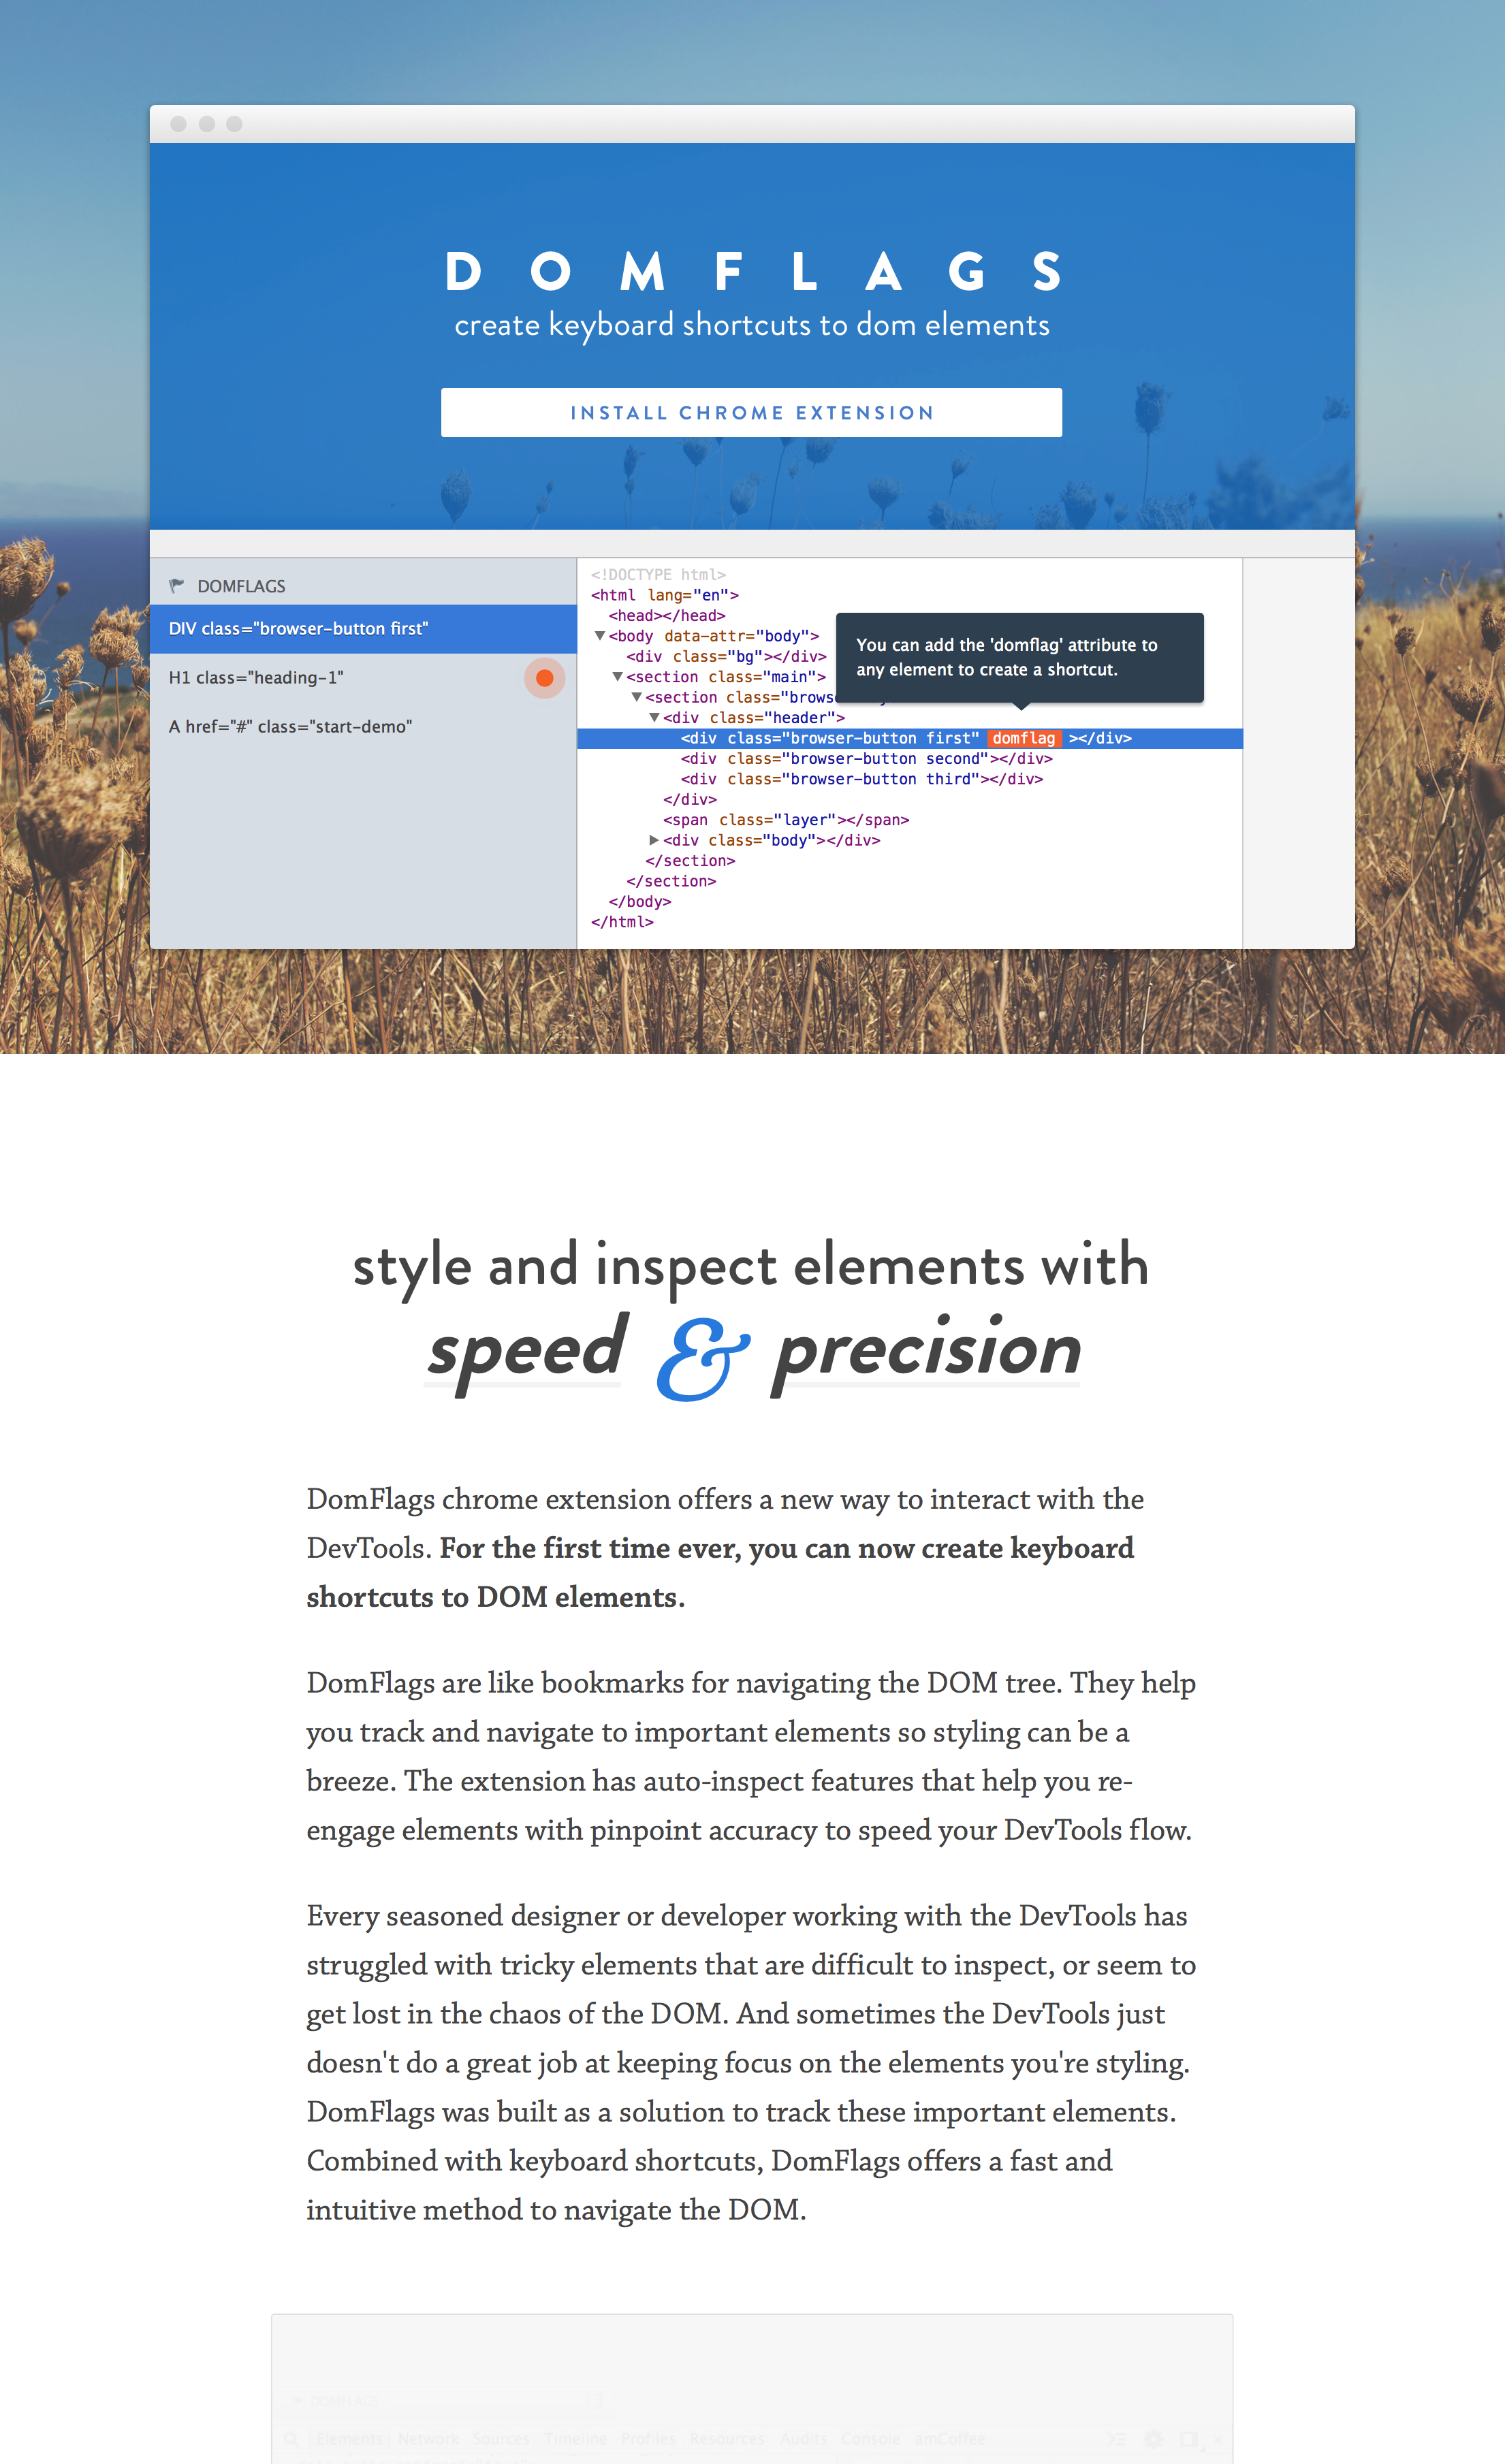 DOMFLAGS
create keyboard shortcuts to dom elements
INSTALL CHROME EXTENSION
DOMFLAGS
DIV class="browser-button first"
H1 class="heading-1"
A href="#" class="start-demo"
<!DOCTYPE html>
<html lang="en">
<head></head>
<body data-attr="body">
<div class="bg"></div>
<section class="main">
<section class="brows
<div class="header">
<div class="browser-button first" domflag ></div>
<div class="browser-button second"></div>
<div class="browser-button third"></div>
</div>
<span class="layer"></span>
<div class="body"></div>
</section>
</section>
</body>
</html>
You can add the 'domflag' attribute to
any element to create a shortcut.
style and inspect elements with
speed & precision
DomFlags chrome extension offers a new way to interact with the
DevTools. For the first time ever, you can now create keyboard
shortcuts to DOM elements.
DomFlags are like bookmarks for navigating the DOM tree. They help
you track and navigate to important elements so styling can be a
breeze. The extension has auto-inspect features that help you re-
engage elements with pinpoint accuracy to speed your DevTools flow.
Every seasoned designer or developer working with the DevTools has
struggled with tricky elements that are difficult to inspect, or seem to
get lost in the chaos of the DOM. And sometimes the DevTools just
doesn't do a great job at keeping focus on the elements you're styling.
DomFlags was built as a solution to track these important elements.
Combined with keyboard shortcuts, DomFlags offers a fast and
intuitive method to navigate the DOM.
DOMFLAGS
Elements Network Sources Timeline Profiles Resources Audits Console amCoffee